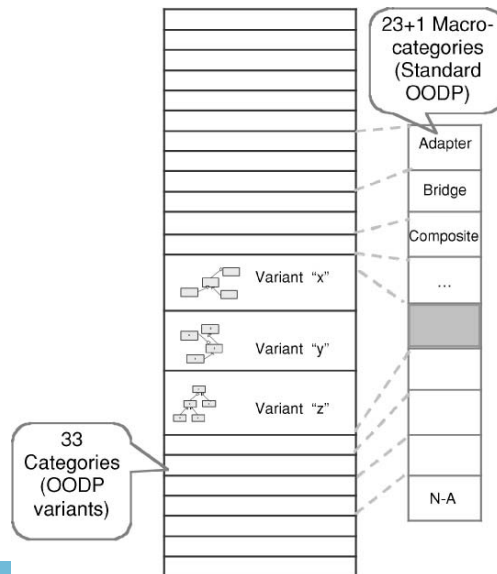 23+1 Macro-
categories
(Standard
OODP)
Adapter
Bridge
Composite
...
Variant "x"
Variant "y"
Variant "z"
33
Categories
(OODP
variants)
N-A